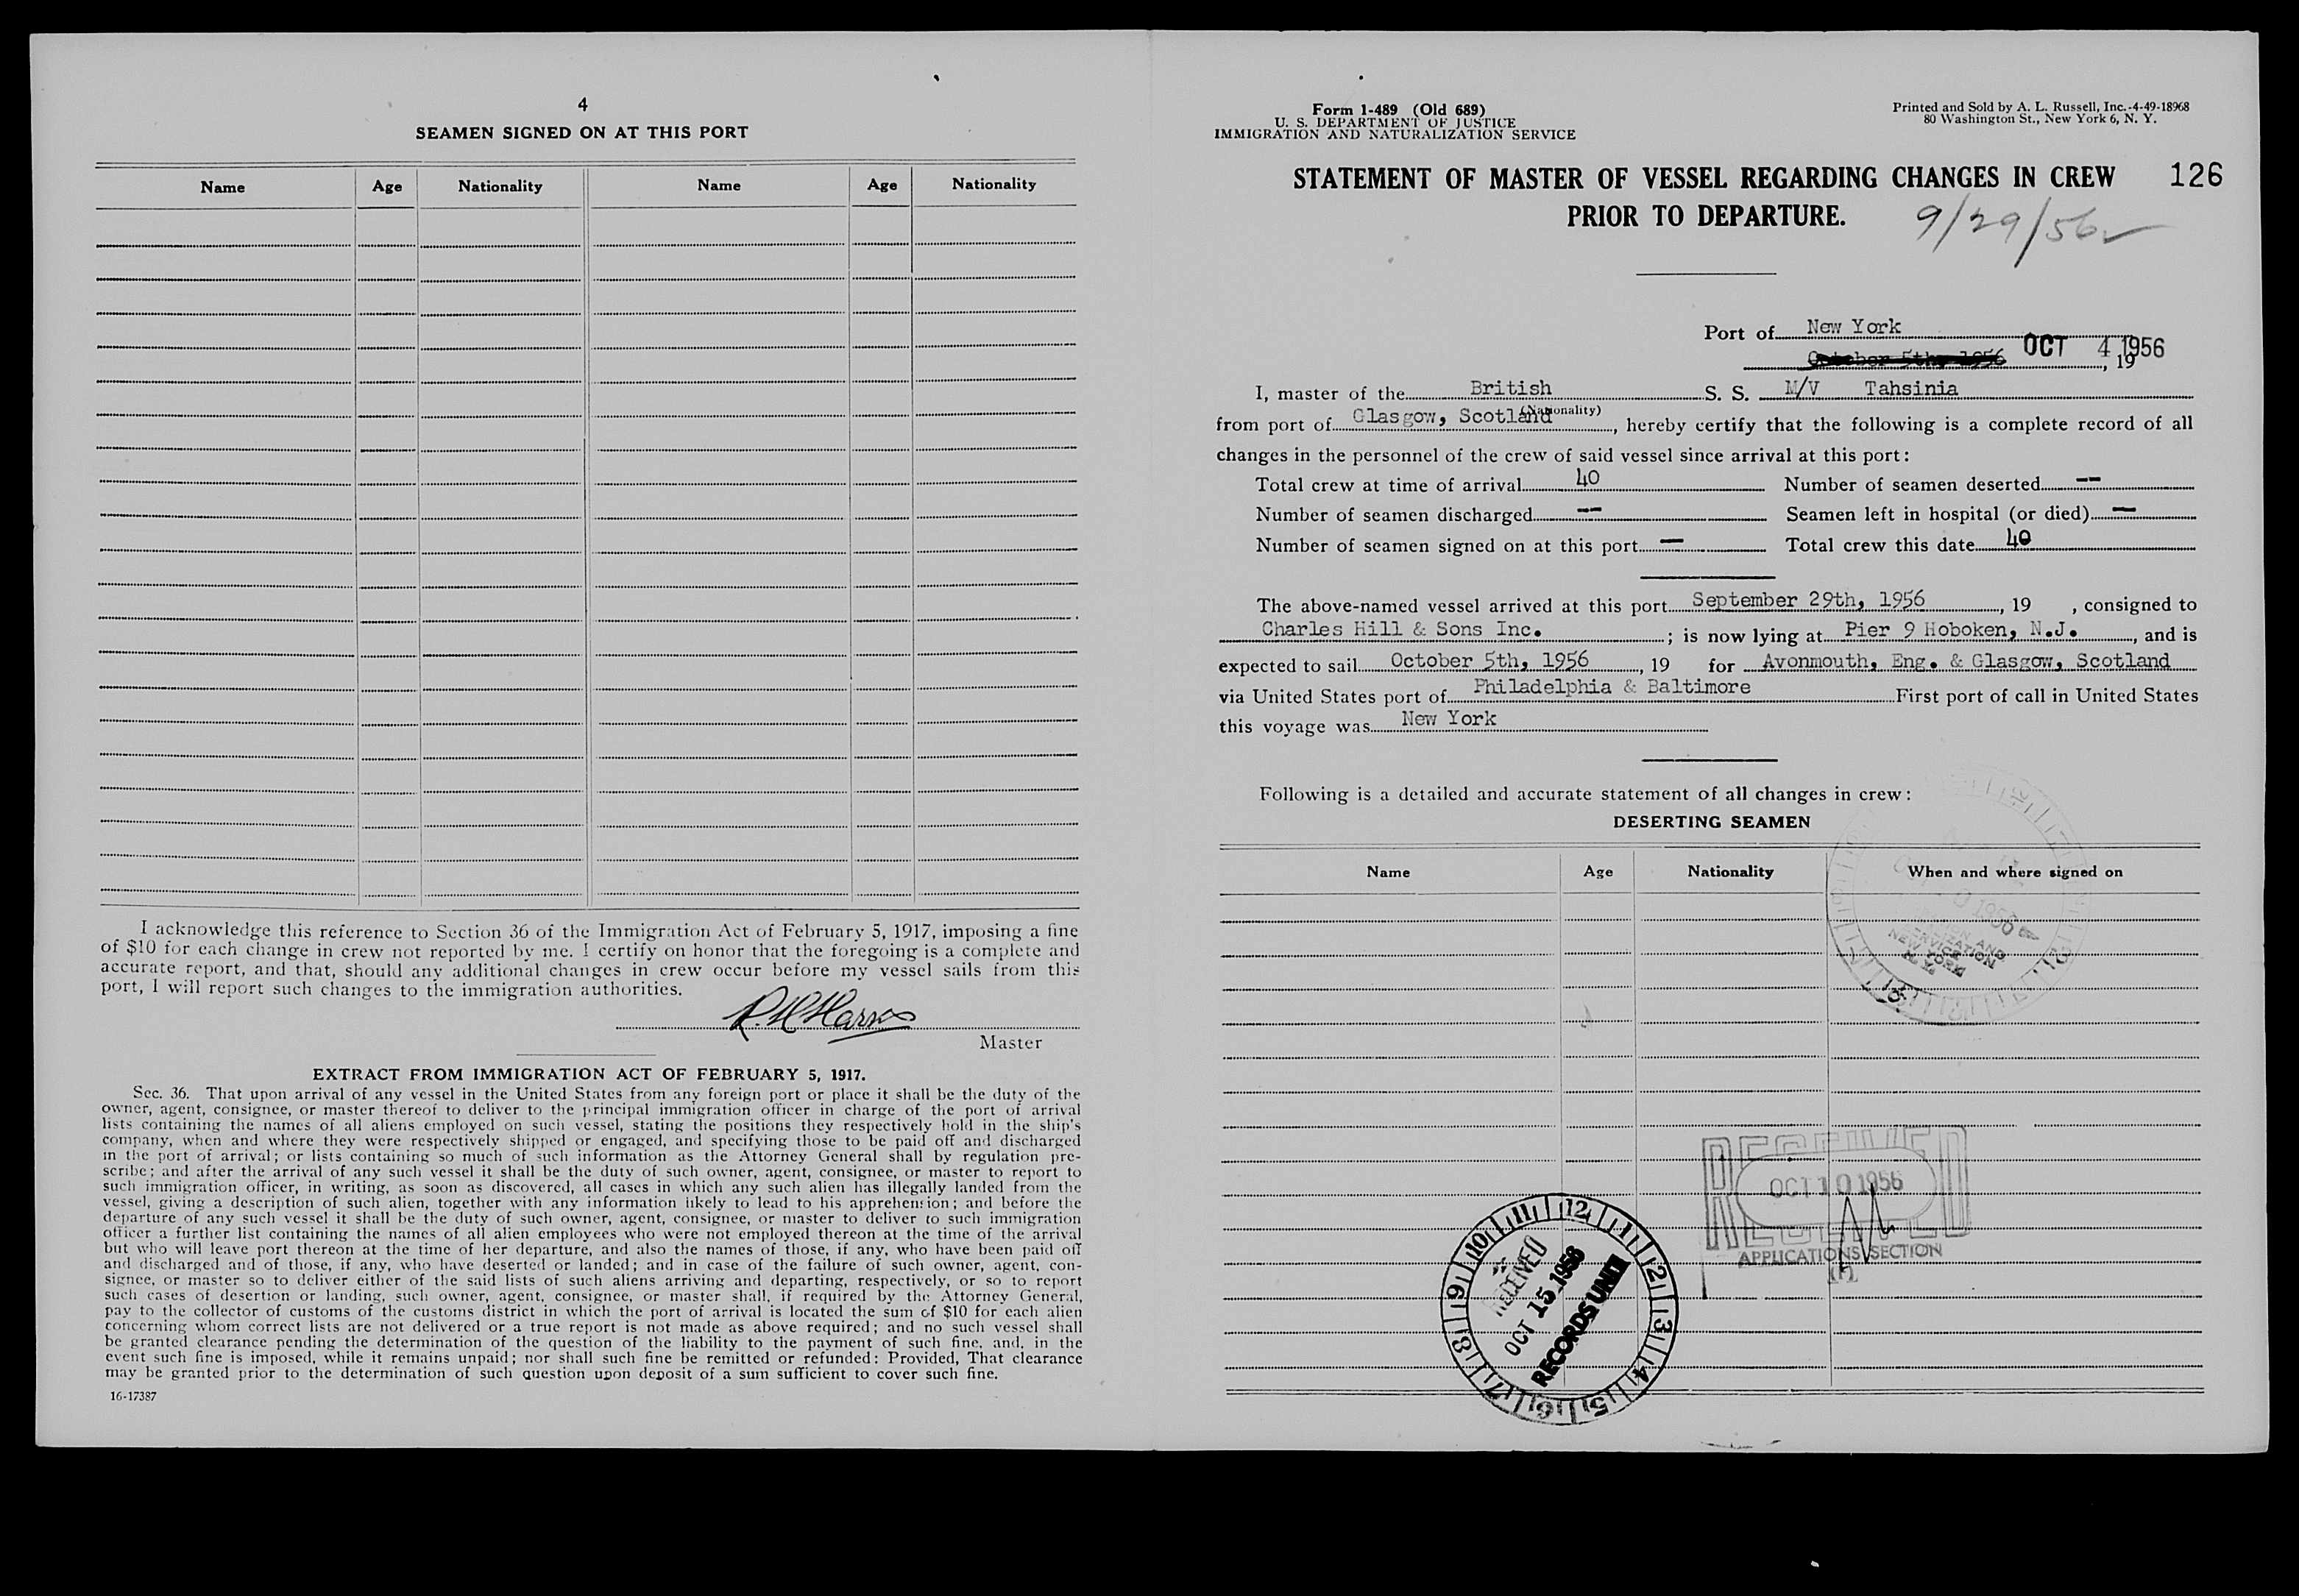 4
SEAMEN SIGNED ON AT THIS PORT
Name Age Nationality Name Age Nationality
I acknowledge this reference to Section 36 of the Immigration Act of February 5, 1917, imposing a fine
of $10 for each change in crew not reported by me. I certify on honor that the foregoing is a complete and
accurate report, and that, should any additional changes in crew occur before my vessel sails from this
port, I will report such changes to the immigration authorities.
Master
EXTRACT FROM IMMIGRATION ACT OF FEBRUARY 5, 1917.
Sec. 36. That upon arrival of any vessel in the United States from any foreign port or place it shall be the duty of the
owner, agent, consignee, or master thereof to deliver to the principal immigration officer in charge of the port of arrival
lists containing the names of all aliens employed on such vessel, stating the positions they respectively hold in the ship's
company, when and where they were respectively shipped or engaged, and specifying those to be paid off and discharged
in the port of arrival; or lists containing so much of such information as the Attorney General shall by regulation pre-
scribe; and after the arrival of any such vessel it shall be the duty of such owner, agent, consignee, or master to report to
such immigration officer, in writing, as soon as discovered, all cases in which any such alien has illegally landed from the
vessel, giving a description of such alien, together with any information likely to lead to his apprehension; and before the
departure of any such vessel it shall be the duty of such owner, agent, consignee, or master to deliver to such immigration
officer a further list containing the names of all alien employees who were not employed thereon at the time of the arrival
but who will leave port thereon at the time of her departure, and also the names of those, if any, who have been paid off
and discharged and of those, if any, who have deserted or landed; and in case of the failure of such owner, agent, con-
signee, or master so to deliver either of the said lists of such aliens arriving and departing, respectively, or so to report
such cases of desertion or landing, such owner, agent, consignee, or master shall, if required by the Attorney General,
pay to the collector of customs of the customs district in which the port of arrival is located the sum of $10 for each alien
concerning whom correct lists are not delivered or a true report is not made as above required; and no such vessel shall
be granted clearance pending the determination of the question of the liability to the payment of such fine, and, in the
event such fine is imposed, while it remains unpaid; nor shall such fine be remitted or refunded: Provided, That clearance
may be granted prior to the determination of such question upon deposit of a sum sufficient to cover such fine.
16-17387
Form 1-489 (Old 689)
U. S. DEPARTMENT OF JUSTICE
IMMIGRATION AND NATURALIZATION SERVICE
Printed and Sold by A. L. Russell, Inc.-4-49-18968
80 Washington St., New York 6, N. Y.
STATEMENT OF MASTER OF VESSEL REGARDING CHANGES IN CREW 126
PRIOR TO DEPARTURE. 9/29/56
Port of New York
October 5th, 1956 OCT 4 1956, 19
I, master of the British S. S. M/V Tahsinia
(Nationality)
from port of Glasgow, Scotland, hereby certify that the following is a complete record of all
changes in the personnel of the crew of said vessel since arrival at this port:
Total crew at time of arrival 40 Number of seamen deserted --
Number of seamen discharged -- Seamen left in hospital (or died) -
Number of seamen signed on at this port - Total crew this date 40
The above-named vessel arrived at this port September 29th, 1956, 19 , consigned to
Charles Hill & Sons Inc. ; is now lying at Pier 9 Hoboken, N.J., and is
expected to sail October 5th, 1956, 19 for Avonmouth, Eng. & Glasgow, Scotland
via United States port of Philadelphia & Baltimore First port of call in United States
this voyage was New York
Following is a detailed and accurate statement of all changes in crew:
DESERTING SEAMEN
Name Age Nationality When and where signed on
1956
NEW YORK
N. Y.
RECEIVED
OCT 10 1956
APPLICATIONS SECTION
12 1 2 3 4 5 6 7 8 9 10 11
RECEIVED
OCT 15 1956
RECORDS UNIT